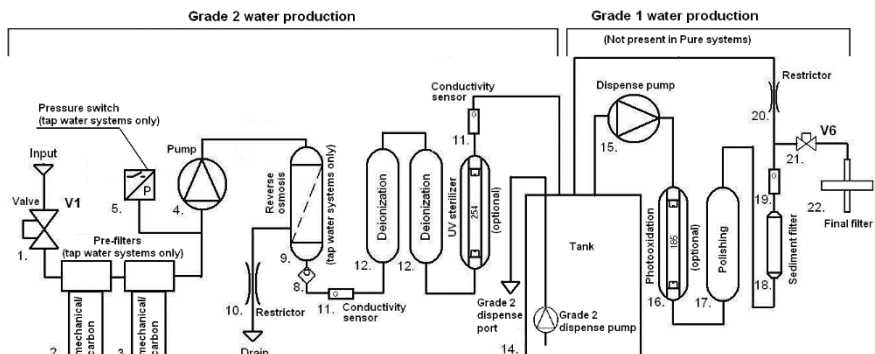 Grade 2 water production
Grade 1 water production
(Not present in Pure systems)
Pressure switch
(tap water systems only)
Input
Valve
V1
1.
5.
P
Pump
4.
Pre-filters
(tap water systems only)
2.
mechanical/
carbon
3.
mechanical/
carbon
Reverse
osmosis
(tap water systems only)
9.
8.
10.
Restrictor
Drain
11.
Conductivity
sensor
12.
Deionization
12.
Deionization
Conductivity
sensor
11.
UV sterilizer
(optional)
254
Grade 2
dispense
port
14.
Grade 2
dispense pump
Tank
Dispense pump
15.
Photooxidation
(optional)
185
16.
Polishing
17.
18.
Sediment filter
19.
20.
Restrictor
21.
V6
22.
Final filter